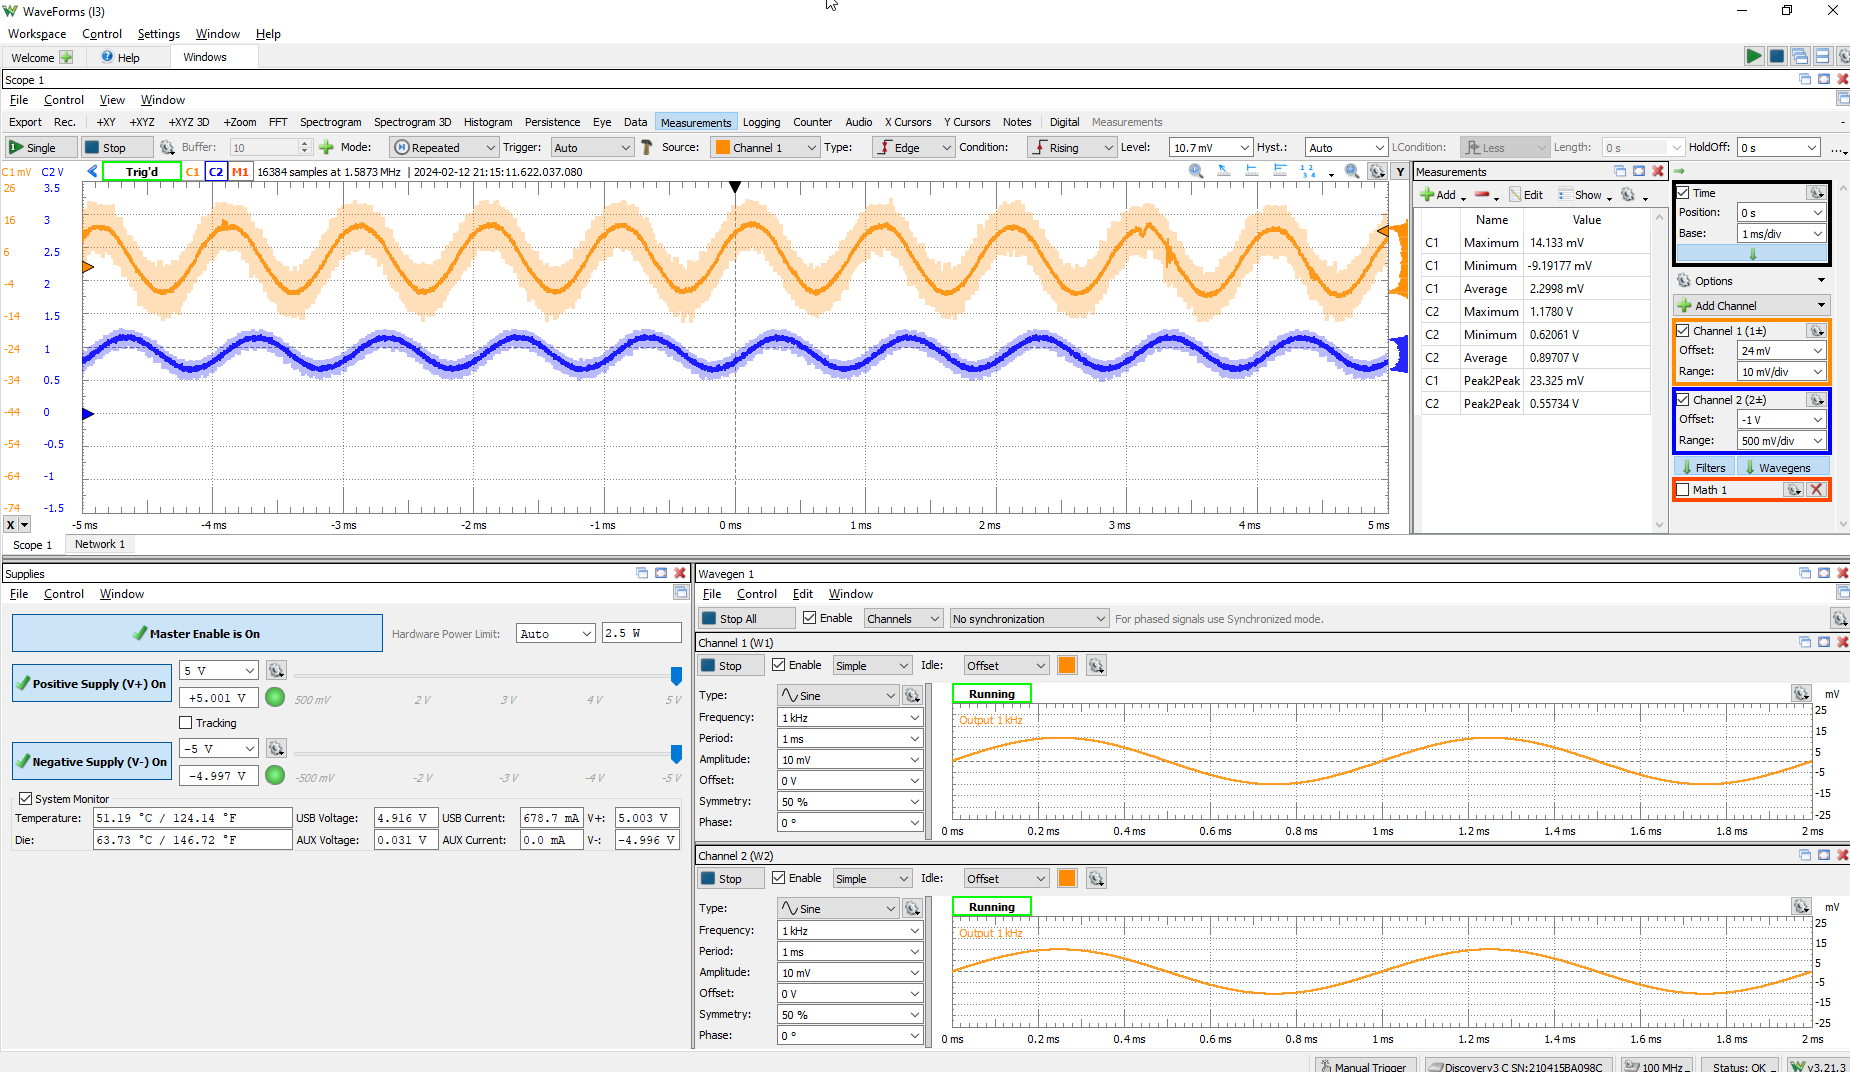 WaveForms (I3)
Workspace Control Settings Window Help
Welcome Help Windows
Scope 1
File Control View Window
Export Rec. +XY +XYZ +XYZ 3D +Zoom FFT Spectrogram Spectrogram 3D Histogram Persistence Eye Data Measurements Logging Counter Audio X Cursors Y Cursors Notes Digital Measurements
Single Stop Buffer: 10 Mode: Repeated Trigger: Auto Source: Channel 1 Type: Edge Condition: Rising Level: 10.7 mV Hyst.: Auto LCondition: Less Length: 0 s HoldOff: 0 s ...
C1 mV C2 V Trig'd C1 C2 M1 16384 samples at 1.5873 MHz | 2024-02-12 21:15:11.622.037.080 Y
26 3.5
16 3
6 2.5
-4 2
-14 1.5
-24 1
-34 0.5
-44 0
-54 -0.5
-64 -1
-74 -1.5
X -5 ms -4 ms -3 ms -2 ms -1 ms 0 ms 1 ms 2 ms 3 ms 4 ms 5 ms
Scope 1 Network 1
Measurements
Add Edit Show
Name Value
C1 Maximum 14.133 mV
C1 Minimum -9.19177 mV
C1 Average 2.2998 mV
C2 Maximum 1.1780 V
C2 Minimum 0.62061 V
C2 Average 0.89707 V
C1 Peak2Peak 23.325 mV
C2 Peak2Peak 0.55734 V
Time
Position: 0 s
Base: 1 ms/div
Options
Add Channel
Channel 1 (1±)
Offset: 24 mV
Range: 10 mV/div
Channel 2 (2±)
Offset: -1 V
Range: 500 mV/div
Filters Wavegens
Math 1
Supplies
File Control Window
Master Enable is On Hardware Power Limit: Auto 2.5 W
Positive Supply (V+) On 5 V
+5.001 V 500 mV 2 V 3 V 4 V 5 V
Tracking
Negative Supply (V-) On -5 V
-4.997 V -500 mV -2 V -3 V -4 V -5 V
System Monitor
Temperature: 51.19 °C / 124.14 °F USB Voltage: 4.916 V USB Current: 678.7 mA V+: 5.003 V
Die: 63.73 °C / 146.72 °F AUX Voltage: 0.031 V AUX Current: 0.0 mA V-: -4.996 V
Wavegen 1
File Control Edit Window
Stop All Enable Channels No synchronization For phased signals use Synchronized mode.
Channel 1 (W1)
Stop Enable Simple Idle: Offset
Type: Sine
Frequency: 1 kHz
Period: 1 ms
Amplitude: 10 mV
Offset: 0 V
Symmetry: 50 %
Phase: 0 °
Running mV
Output 1 kHz
25
15
5
-5
-15
-25
0 ms 0.2 ms 0.4 ms 0.6 ms 0.8 ms 1 ms 1.2 ms 1.4 ms 1.6 ms 1.8 ms 2 ms
Channel 2 (W2)
Stop Enable Simple Idle: Offset
Type: Sine
Frequency: 1 kHz
Period: 1 ms
Amplitude: 10 mV
Offset: 0 V
Symmetry: 50 %
Phase: 0 °
Running mV
Output 1 kHz
25
15
5
-5
-15
-25
0 ms 0.2 ms 0.4 ms 0.6 ms 0.8 ms 1 ms 1.2 ms 1.4 ms 1.6 ms 1.8 ms 2 ms
Manual Trigger Discovery3 C SN:210415BA098C 100 MHz Status: OK v3.21.3